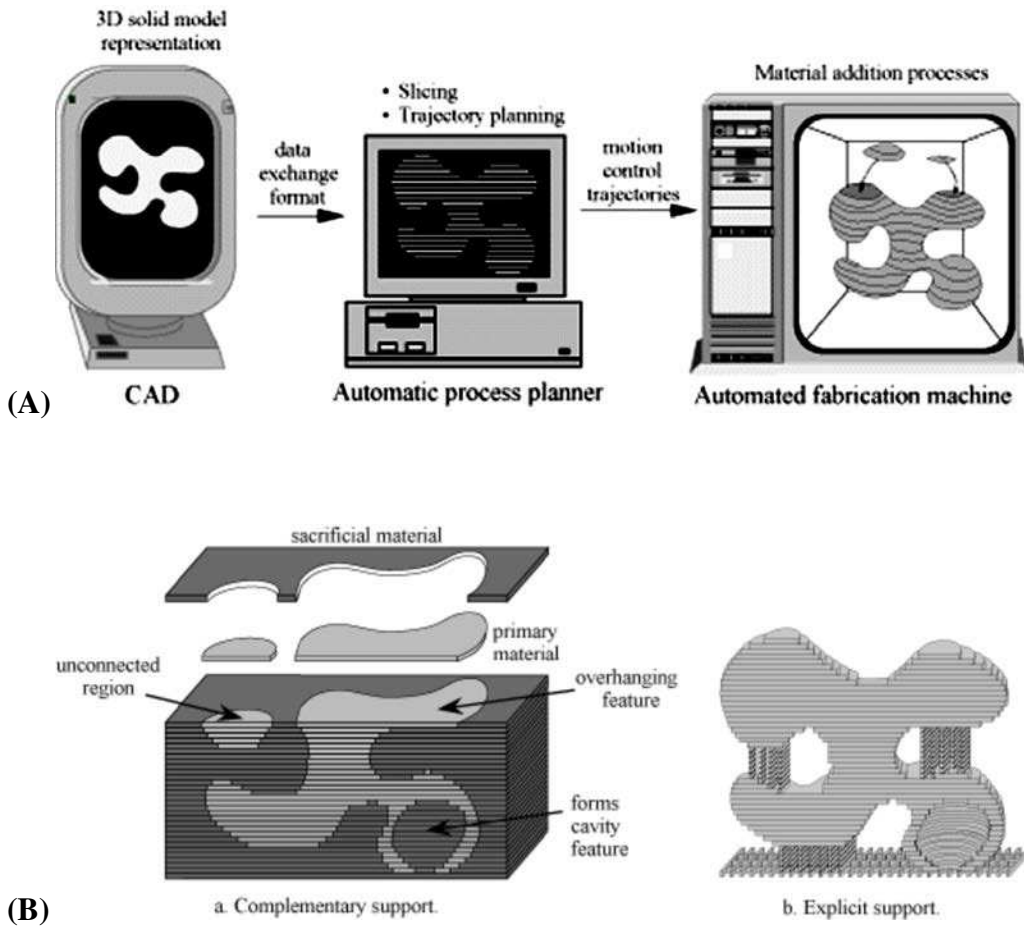 3D solid model
representation
• Slicing
• Trajectory planning
Material addition processes
data
exchange
format
motion
control
trajectories
(A)
CAD
Automatic process planner
Automated fabrication machine
sacrificial material
primary
material
unconnected
region
overhanging
feature
forms
cavity
feature
(B)
a. Complementary support.
b. Explicit support.